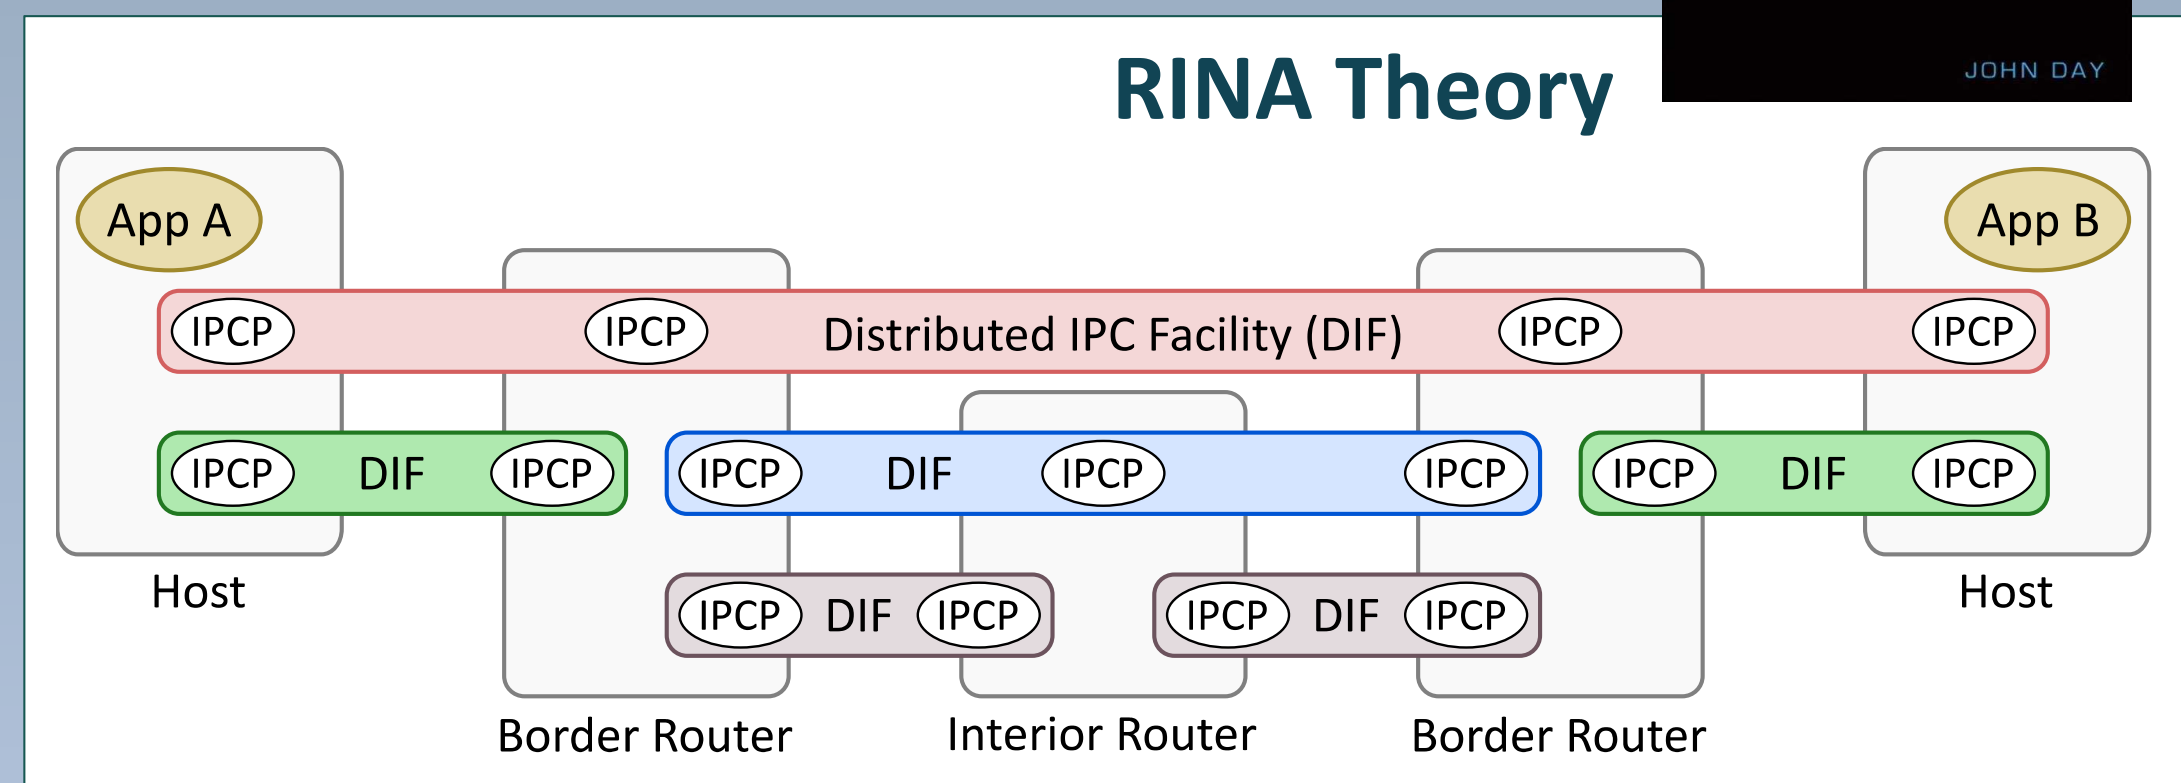 RINA Theory
JOHN DAY
App A
App B
IPCP IPCP Distributed IPC Facility (DIF) IPCP IPCP
IPCP DIF IPCP IPCP DIF IPCP IPCP IPCP DIF IPCP
IPCP DIF IPCP IPCP DIF IPCP
Host
Host
Border Router
Interior Router
Border Router